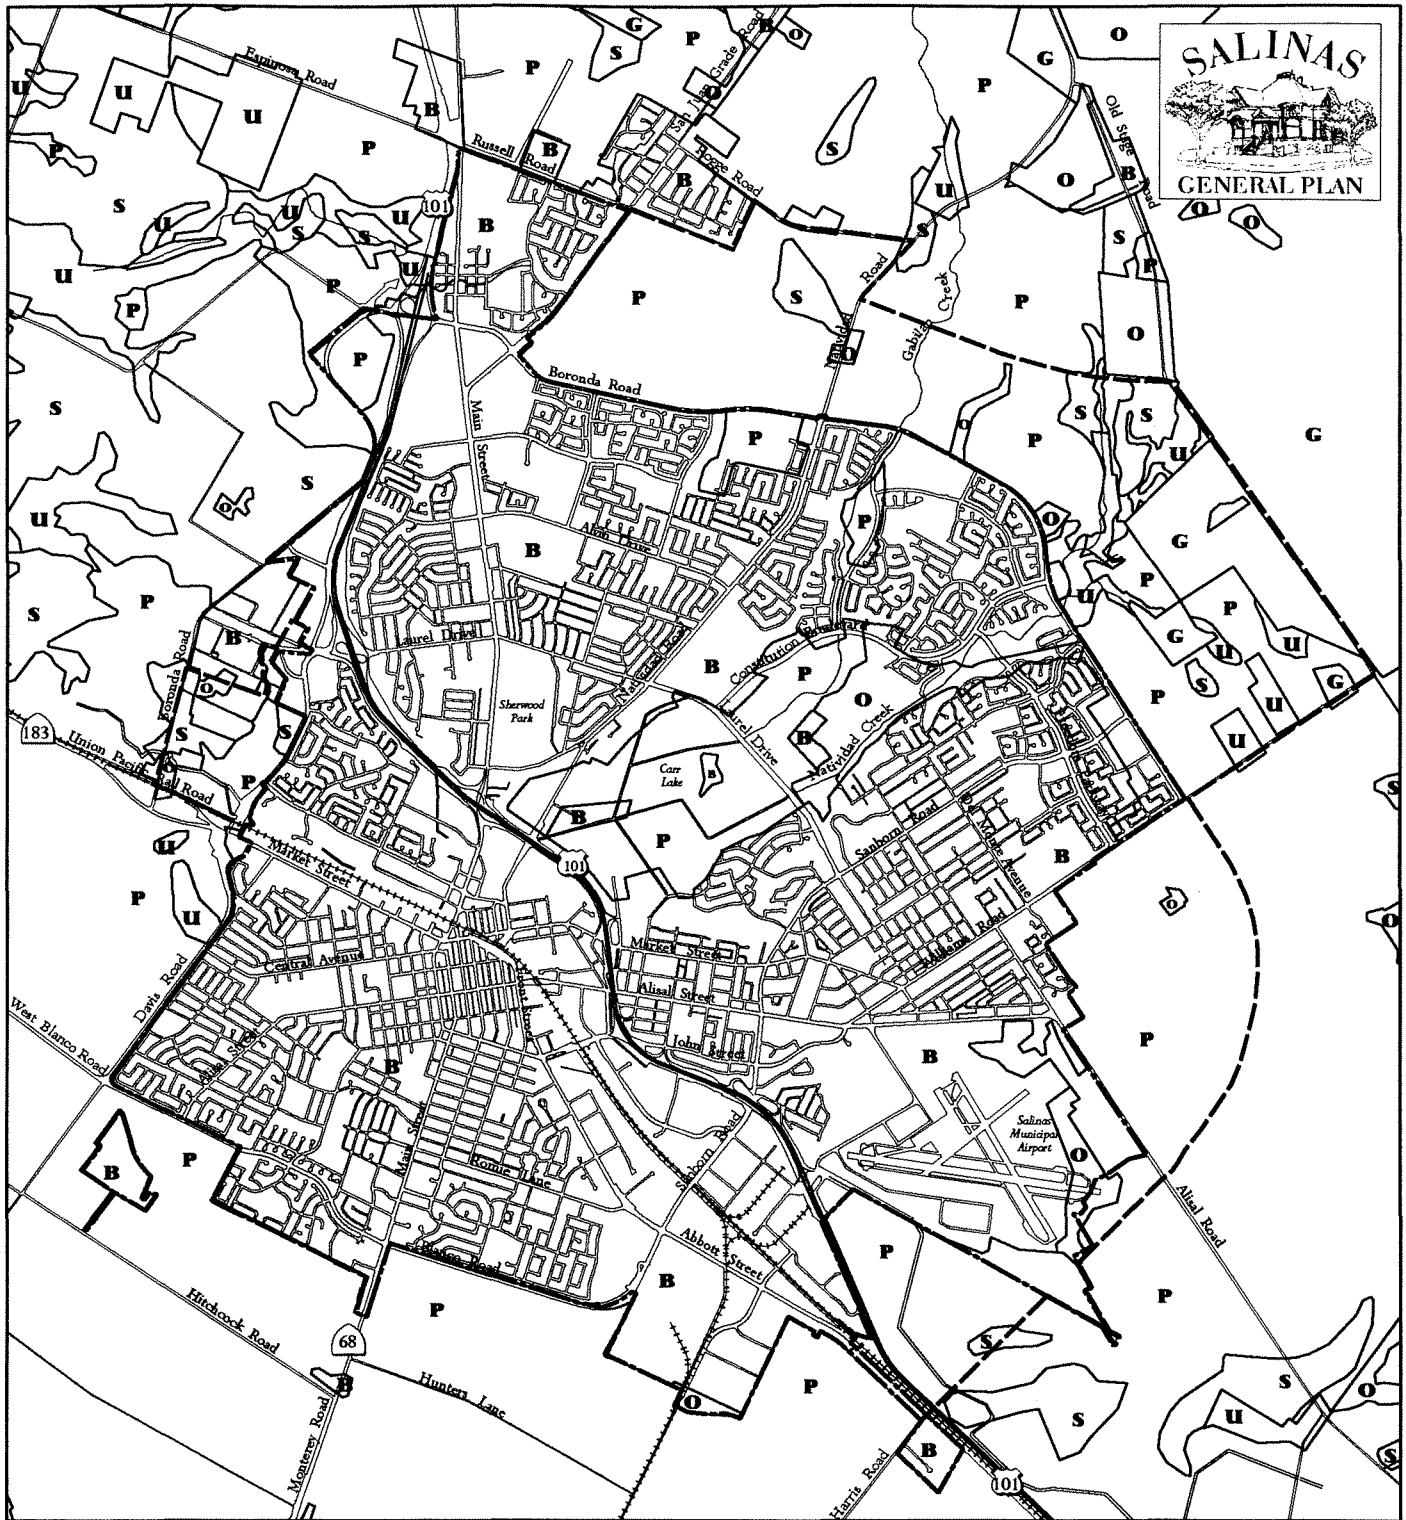 SALINAS
GENERAL PLAN
G
P
B
O
S
P
O
G
P
O
Espinosa Road
U
U
U
B
P
San Juan Grade Road
Old Stage Road
Russell Road
B
Rogge Road
B
S
U
O
B
P
S
101
B
S
O
O
U
U
S
S
U
U
P
U
P
S
P
S
Road
Gabilan Creek
P
O
P
Natividad
O
Boronda Road
S
Main Street
P
O
P
S
S
U
G
S
O
U
B
Alvin Drive
P
O
G
S
P
P
U
P
G
U
U
Boronda Road
B
Laurel Drive
Natividad Road
B
Constitution Boulevard
P
O
S
P
U
G
O
Sherwood
Park
S
183
Union Pacific Rail Road
P
Laurel Drive
B
Natividad Creek
U
S
Carr
Lake
B
B
P
Sanborn Road
Del Monte Avenue
B
U
Market Street
101
P
U
O
O
Central Avenue
Market Street
Williams Road
Davis Road
Front Street
Alisal Street
West Blanco Road
Alisal Street
John Street
B
B
P
Salinas
Municipal
Airport
O
B
P
Main Street
Romie Lane
Sanborn Road
Alisal Road
Blanco Road
Abbott Street
B
P
P
Hitchcock Road
P
68
S
B
Hunters Lane
P
O
S
S
O
U
S
Monterey Road
Harris Road
B
101